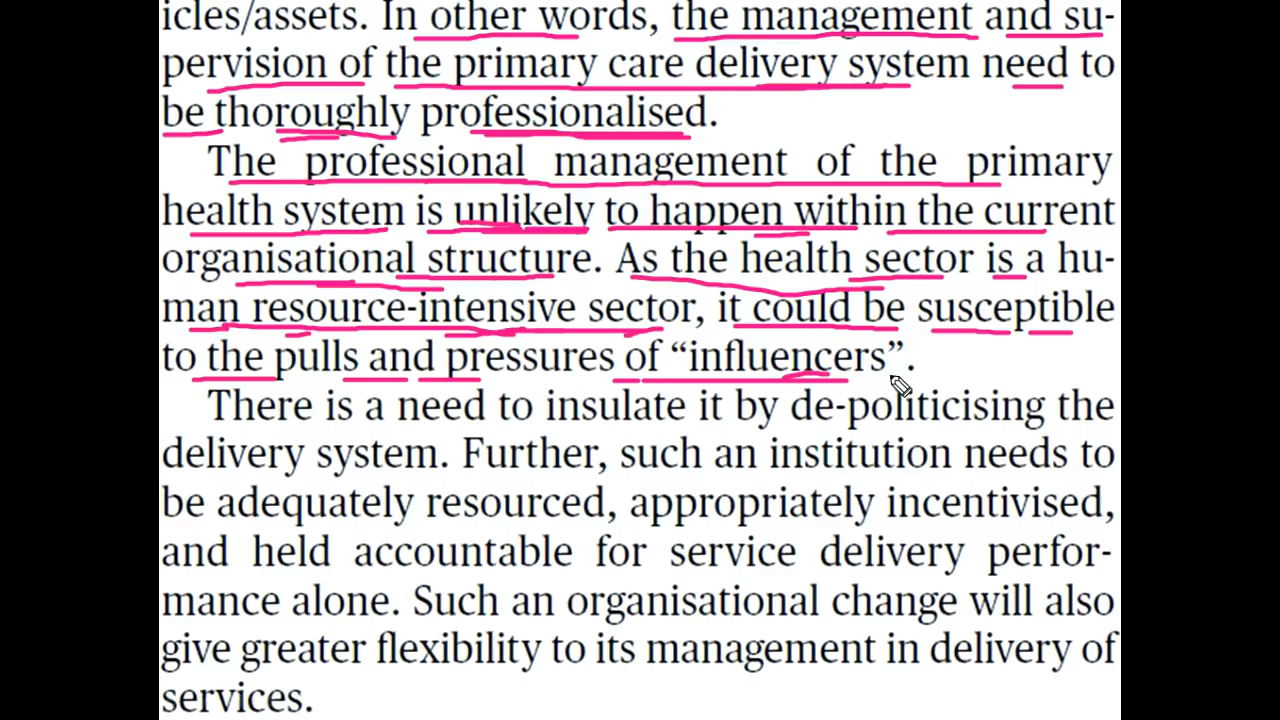 icles/assets. In other words, the management and su-
pervision of the primary care delivery system need to
be thoroughly professionalised.
The professional management of the primary
health system is unlikely to happen within the current
organisational structure. As the health sector is a hu-
man resource-intensive sector, it could be susceptible
to the pulls and pressures of “influencers”.
There is a need to insulate it by de-politicising the
delivery system. Further, such an institution needs to
be adequately resourced, appropriately incentivised,
and held accountable for service delivery perfor-
mance alone. Such an organisational change will also
give greater flexibility to its management in delivery of
services.